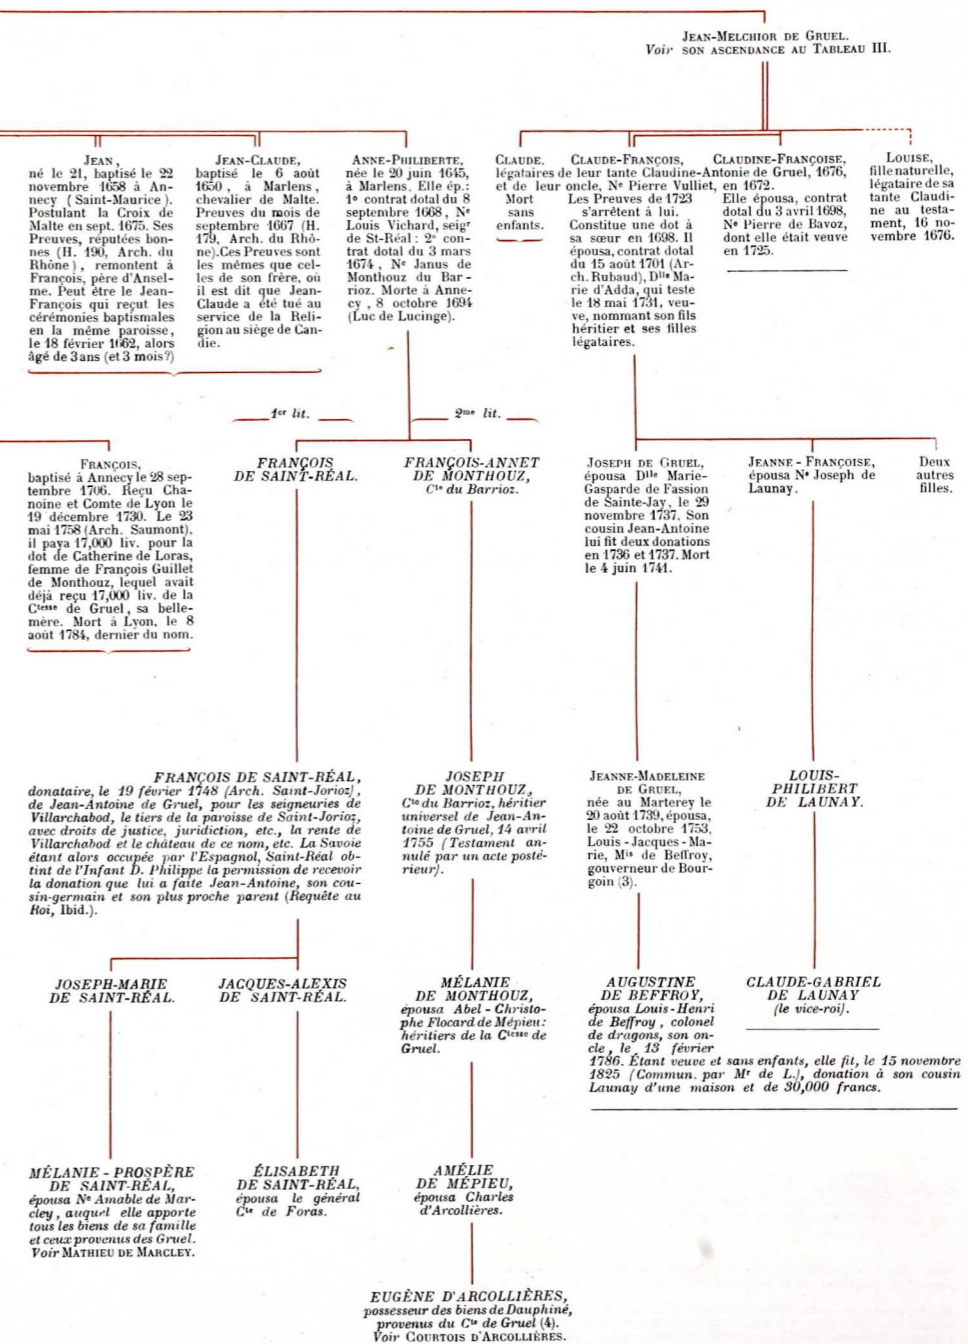 JEAN-MELCHIOR DE GRUEL.
Voir SON ASCENDANCE AU TABLEAU III.
JEAN,
né le 21, baptisé le 22
novembre 1658 à An-
necy (Saint-Maurice).
Postulant la Croix de
Malte en sept. 1675. Ses
Preuves, réputées bon-
nes (H. 190, Arch. du
Rhône), remontent à
François, père d'Ansel-
me. Peut être le Jean-
François qui reçut les
cérémonies baptismales
en la même paroisse,
le 18 février 1662, alors
âgé de 3 ans (et 3 mois?)
JEAN-CLAUDE,
baptisé le 6 août
1650, à Marlens,
chevalier de Malte.
Preuves du mois de
septembre 1667 (H.
179, Arch. du Rhô-
ne). Ces Preuves sont
les mêmes que cel-
les de son frère, où
il est dit que Jean-
Claude a été tué au
service de la Reli-
gion au siège de Can-
die.
ANNE-PHILIBERTE,
née le 20 juin 1645,
à Marlens. Elle ép.:
1º contrat dotal du 8
septembre 1668, Nᵉ
Louis Vichard, seigʳ
de St-Réal: 2º con-
trat dotal du 3 mars
1674, Nᵉ Janus de
Monthouz du Bar-
rioz. Morte à Anne-
cy, 8 octobre 1694
(Luc de Lucinge).
CLAUDE. CLAUDE-FRANÇOIS, CLAUDINE-FRANÇOISE,
légataires de leur tante Claudine-Antonie de Gruel, 1676,
et de leur oncle, Nᵉ Pierre Vulliet, en 1672.
Mort
sans
enfants.
Les Preuves de 1723
s'arrêtent à lui.
Constitue une dot à
sa sœur en 1698. Il
épousa, contrat dotal
du 15 août 1701 (Ar-
ch. Rubaud), Dˡˡᵉ Ma-
rie d'Adda, qui teste
le 18 mai 1731, veu-
ve, nommant son fils
héritier et ses filles
légataires.
Elle épousa, contrat
dotal du 3 avril 1698,
Nᵉ Pierre de Bavoz,
dont elle était veuve
en 1725.
LOUISE,
fille naturelle,
légataire de sa
tante Claudi-
ne au testa-
ment, 16 no-
vembre 1676.
1ᵉʳ lit.
2ᵐᵉ lit.
FRANÇOIS,
baptisé à Annecy le 28 sep-
tembre 1706. Reçu Cha-
noine et Comte de Lyon le
19 décembre 1730. Le 23
mai 1758 (Arch. Saumont),
il paya 17,000 liv. pour la
dot de Catherine de Loras,
femme de François Guillet
de Monthouz, lequel avait
déjà reçu 17,000 liv. de la
Cᵗᵉˢˢᵉ de Gruel, sa belle-
mère. Mort à Lyon, le 8
août 1784, dernier du nom.
FRANÇOIS
DE SAINT-RÉAL.
FRANÇOIS-ANNET
DE MONTHOUZ,
Cᵗᵉ du Barrioz.
JOSEPH DE GRUEL,
épousa Dˡˡᵉ Marie-
Gasparde de Fassion
de Sainte-Jay, le 29
novembre 1737. Son
cousin Jean-Antoine
lui fit deux donations
en 1736 et 1737. Mort
le 4 juin 1741.
JEANNE-FRANÇOISE,
épousa Nᵉ Joseph de
Launay.
Deux
autres
filles.
FRANÇOIS DE SAINT-RÉAL,
donataire, le 19 février 1748 (Arch. Saint-Jorioz),
de Jean-Antoine de Gruel, pour les seigneuries de
Villarchabod, le tiers de la paroisse de Saint-Jorioz,
avec droits de justice, juridiction, etc., la rente de
Villarchabod et le château de ce nom, etc. La Savoie
étant alors occupée par l'Espagnol, Saint-Réal ob-
tint de l'Infant D. Philippe la permission de recevoir
la donation que lui a faite Jean-Antoine, son cou-
sin-germain et son plus proche parent (Requête au
Roi, Ibid.).
JOSEPH
DE MONTHOUZ,
Cᵗᵉ du Barrioz, héritier
universel de Jean-An-
toine de Gruel, 14 avril
1755 (Testament an-
nulé par un acte posté-
rieur).
JEANNE-MADELEINE
DE GRUEL,
née au Marterey le
20 août 1739, épousa,
le 22 octobre 1753,
Louis-Jacques-Ma-
rie, Mⁱˢ de Beffroy,
gouverneur de Bour-
goin (3).
LOUIS-
PHILIBERT
DE LAUNAY.
JOSEPH-MARIE
DE SAINT-RÉAL.
JACQUES-ALEXIS
DE SAINT-RÉAL.
MÉLANIE
DE MONTHOUZ,
épousa Abel-Christo-
phe Flocard de Mépieu:
héritiers de la Cᵗᵉˢˢᵉ de
Gruel.
AUGUSTINE
DE BEFFROY,
épousa Louis-Henri
de Beffroy, colonel
de dragons, son on-
cle, le 13 février
1786. Étant veuve et sans enfants, elle fit, le 15 novembre
1825 (Commun. par Mʳ de L.), donation à son cousin
Launay d'une maison et de 30,000 francs.
CLAUDE-GABRIEL
DE LAUNAY
(le vice-roi).
MÉLANIE-PROSPÈRE
DE SAINT-RÉAL,
épousa Nᵉ Amable de Mar-
cley, auquel elle apporte
tous les biens de sa famille
et ceux provenus des Gruel.
Voir MATHIEU DE MARCLEY.
ÉLISABETH
DE SAINT-RÉAL,
épousa le général
Cᵗᵉ de Foras.
AMÉLIE
DE MÉPIEU,
épousa Charles
d'Arcollières.
EUGÈNE D'ARCOLLIÈRES,
possesseur des biens de Dauphiné,
provenus du Cᵗᵉ de Gruel (4).
Voir COURTOIS D'ARCOLLIÈRES.